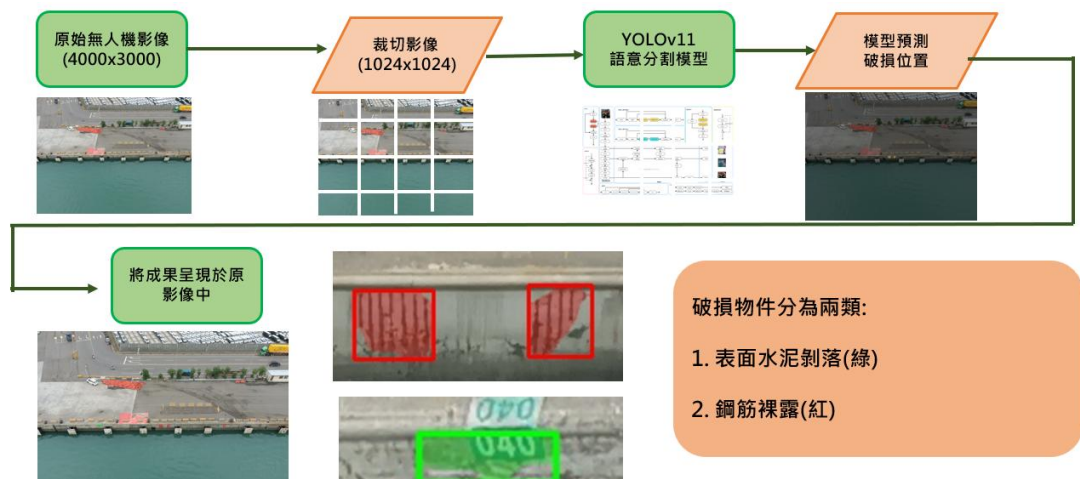 原始無人機影像
(4000x3000)
裁切影像
(1024x1024)
YOLOv11
語意分割模型
模型預測
破損位置
將成果呈現於原
影像中
040
040
破損物件分為兩類:
1. 表面水泥剝落(綠)
2. 鋼筋裸露(紅)